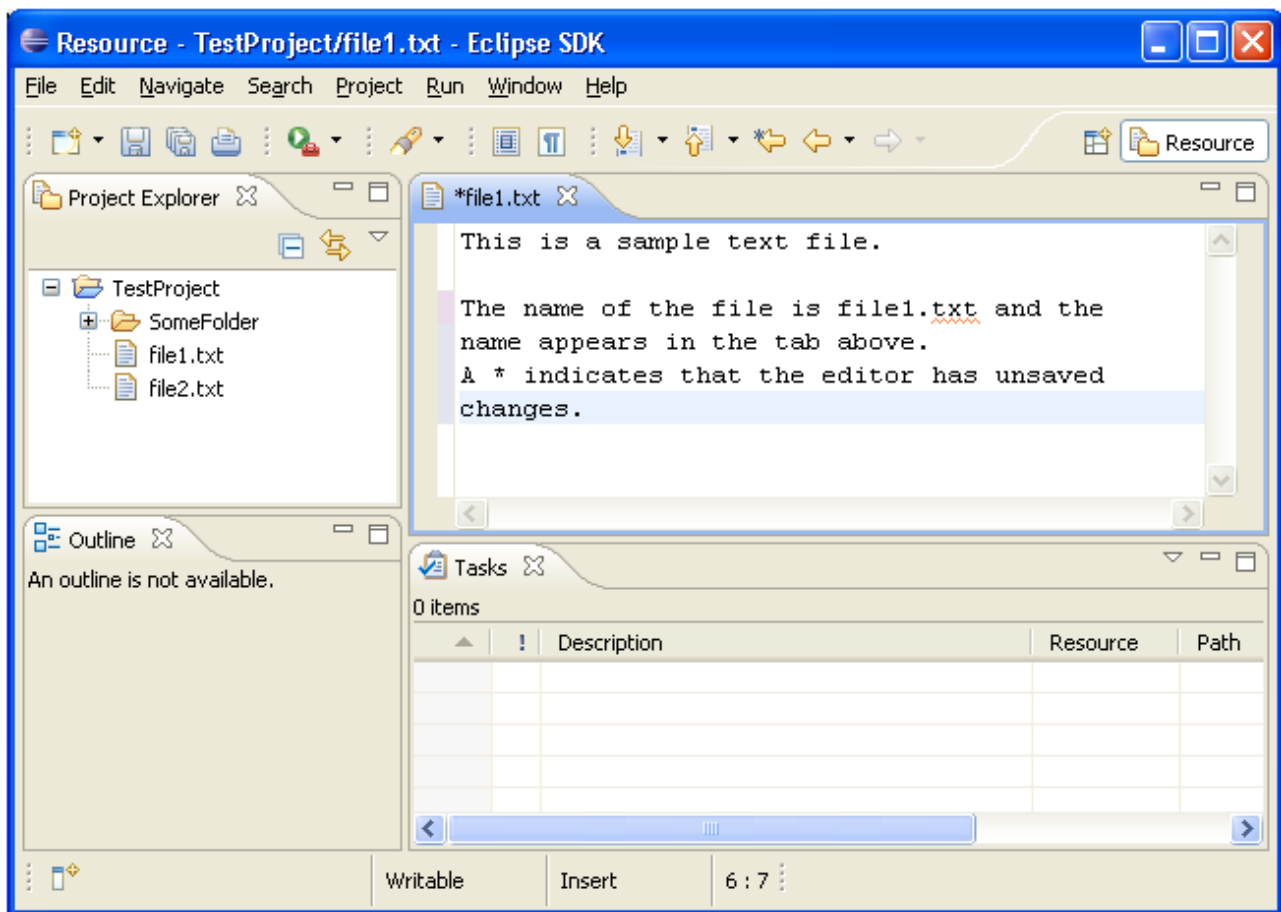 Resource - TestProject/file1.txt - Eclipse SDK
File Edit Navigate Search Project Run Window Help
Resource
Project Explorer
TestProject
SomeFolder
file1.txt
file2.txt
*file1.txt
This is a sample text file.
The name of the file is file1.txt and the
name appears in the tab above.
A * indicates that the editor has unsaved
changes.
Outline
An outline is not available.
Tasks
0 items
! Description Resource Path
Writable Insert 6 : 7